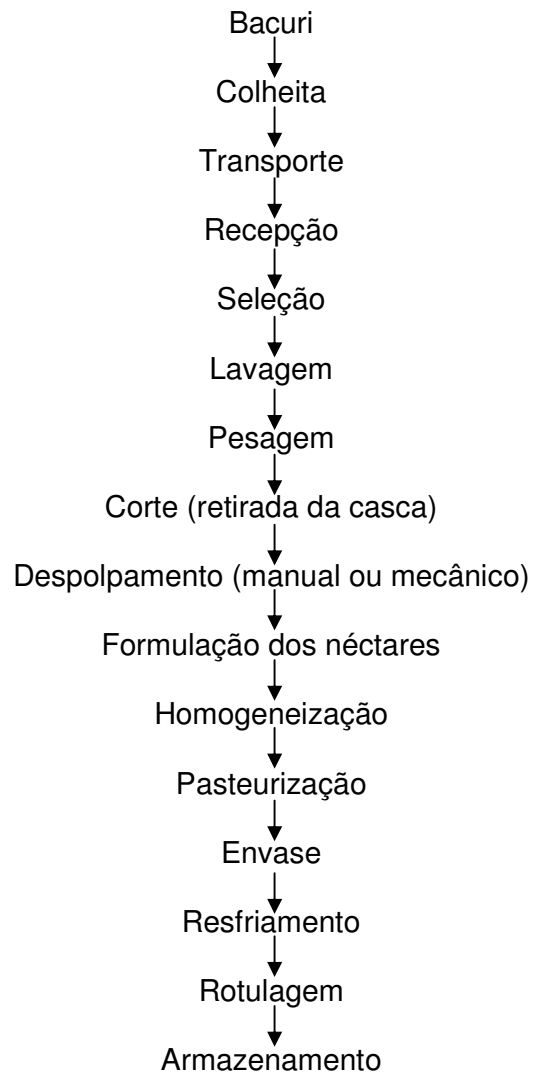 Bacuri
Colheita
Transporte
Recepção
Seleção
Lavagem
Pesagem
Corte (retirada da casca)
Despolpamento (manual ou mecânico)
Formulação dos néctares
Homogeneização
Pasteurização
Envase
Resfriamento
Rotulagem
Armazenamento